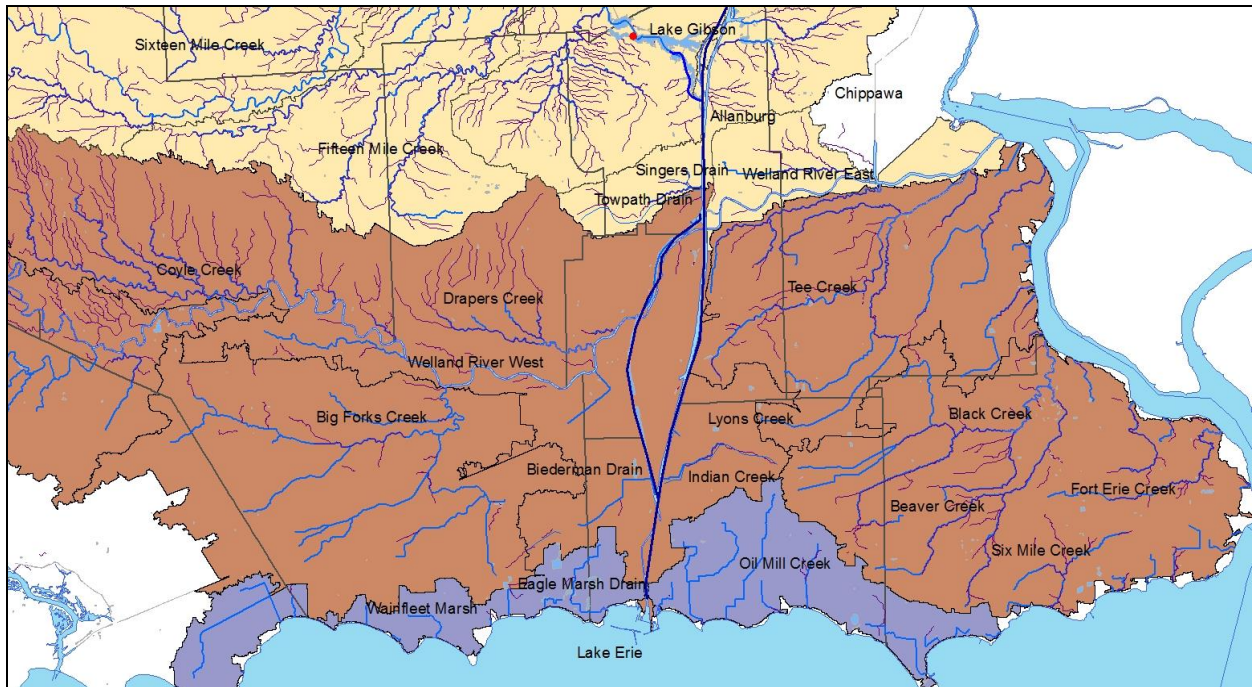 Lake Gibson
Sixteen Mile Creek
Chippawa
Allanburg
Fifteen Mile Creek
Singers Drain
Welland River East
Towpath Drain
Coyle Creek
Tee Creek
Drapers Creek
Welland River West
Big Forks Creek
Black Creek
Lyons Creek
Biederman Drain
Indian Creek
Fort Erie Creek
Beaver Creek
Six Mile Creek
Oil Mill Creek
Eagle Marsh Drain
Wainfleet Marsh
Lake Erie